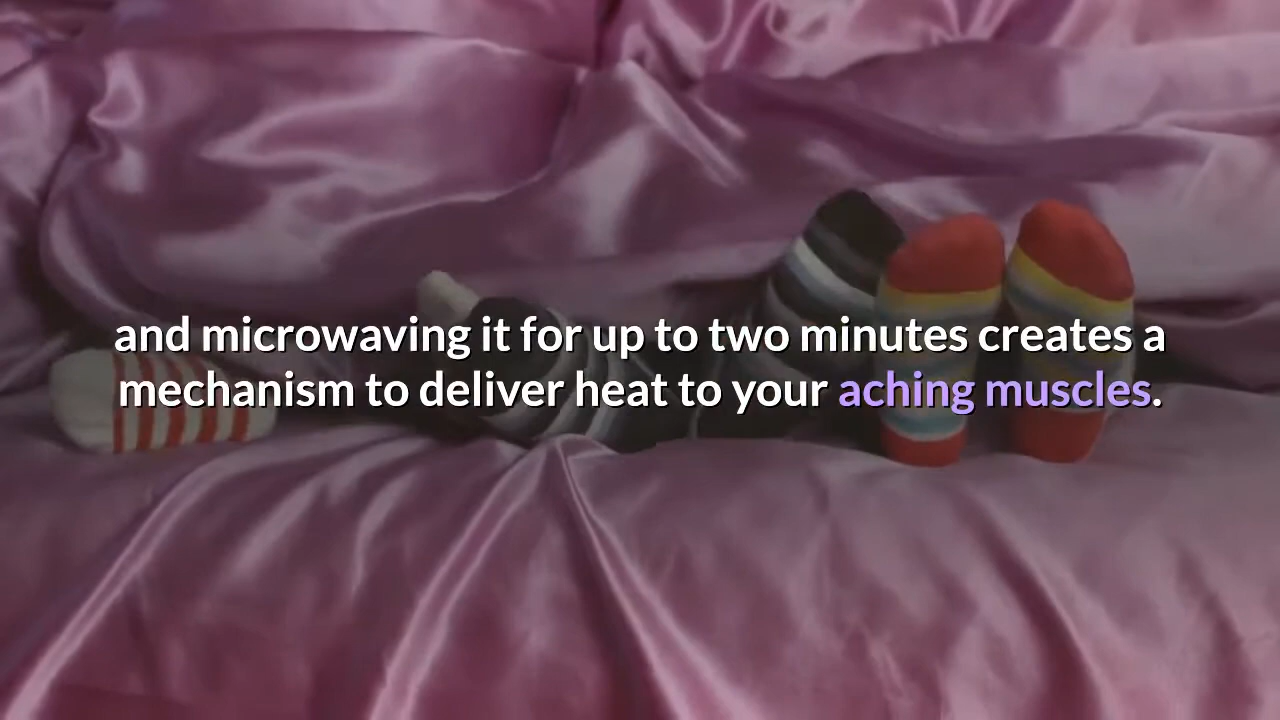 and microwaving it for up to two minutes creates a
mechanism to deliver heat to your aching muscles.